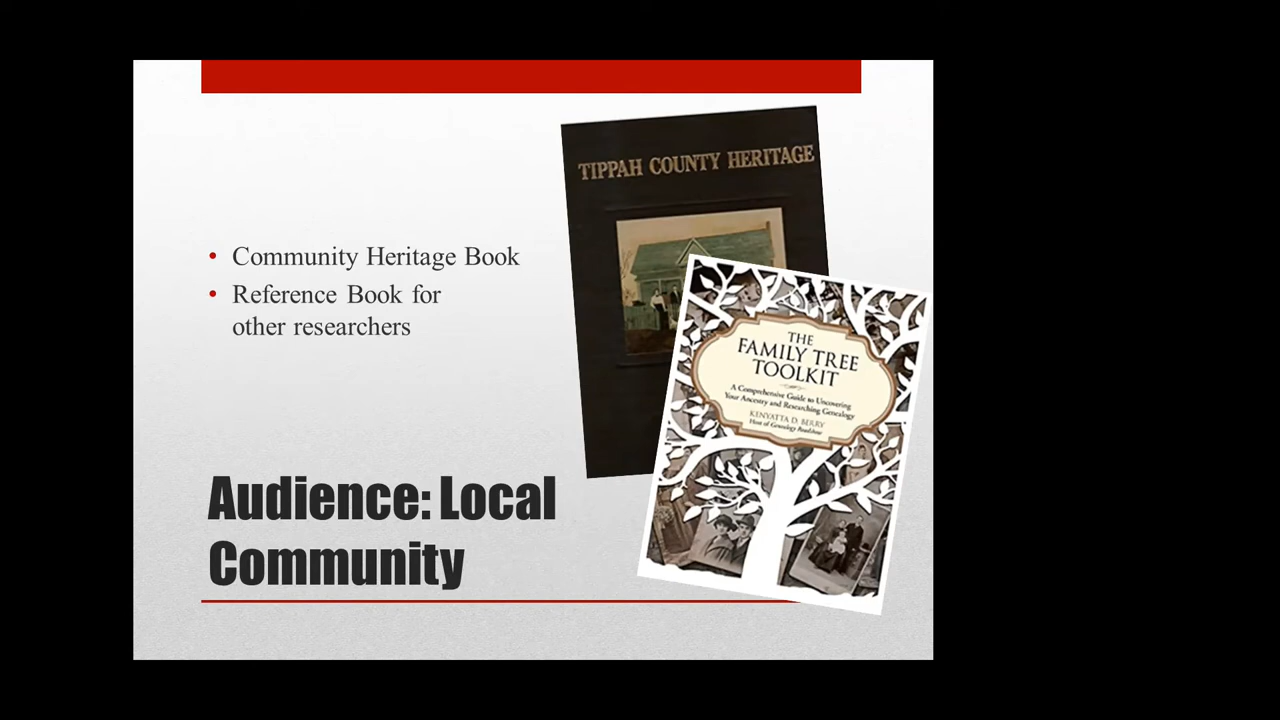 Community Heritage Book
Reference Book for
other researchers
Audience: Local
Community
TIPPAH COUNTY HERITAGE
THE
FAMILY TREE
TOOLKIT
A Comprehensive Guide to Uncovering
Your Ancestry and Researching Genealogy
KENYATTA D. BERRY
Host of Genealogy Roadshow